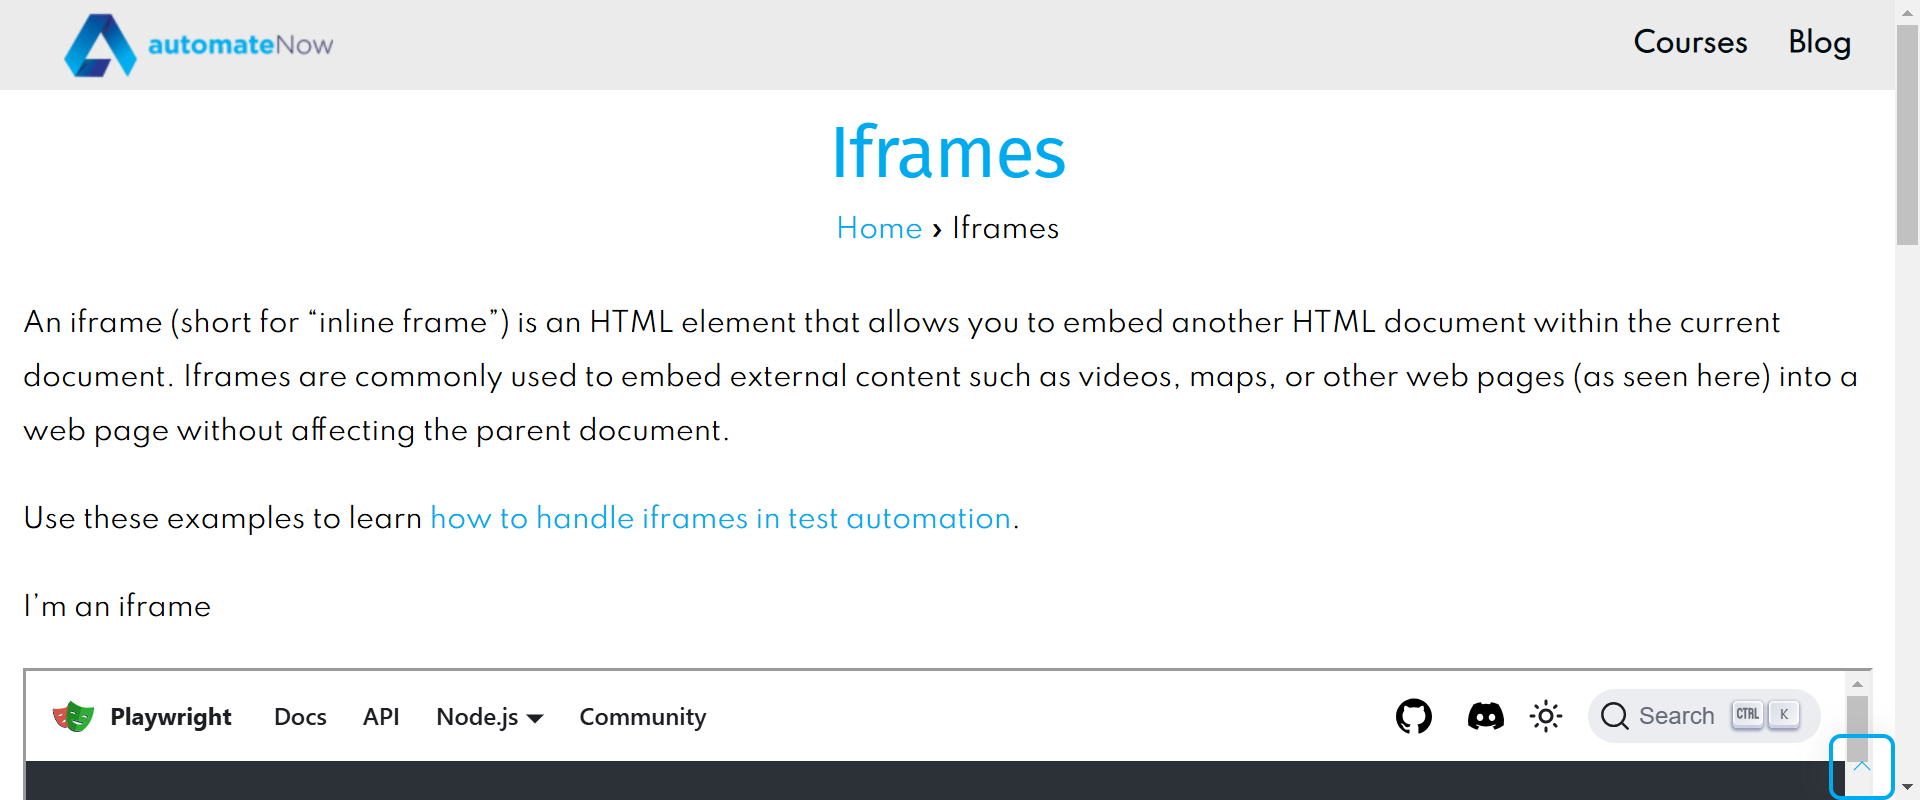 automateNow
Courses Blog
Iframes
Home › Iframes
An iframe (short for “inline frame”) is an HTML element that allows you to embed another HTML document within the current
document. Iframes are commonly used to embed external content such as videos, maps, or other web pages (as seen here) into a
web page without affecting the parent document.
Use these examples to learn how to handle iframes in test automation.
I’m an iframe
Playwright Docs API Node.js Community Search CTRL K